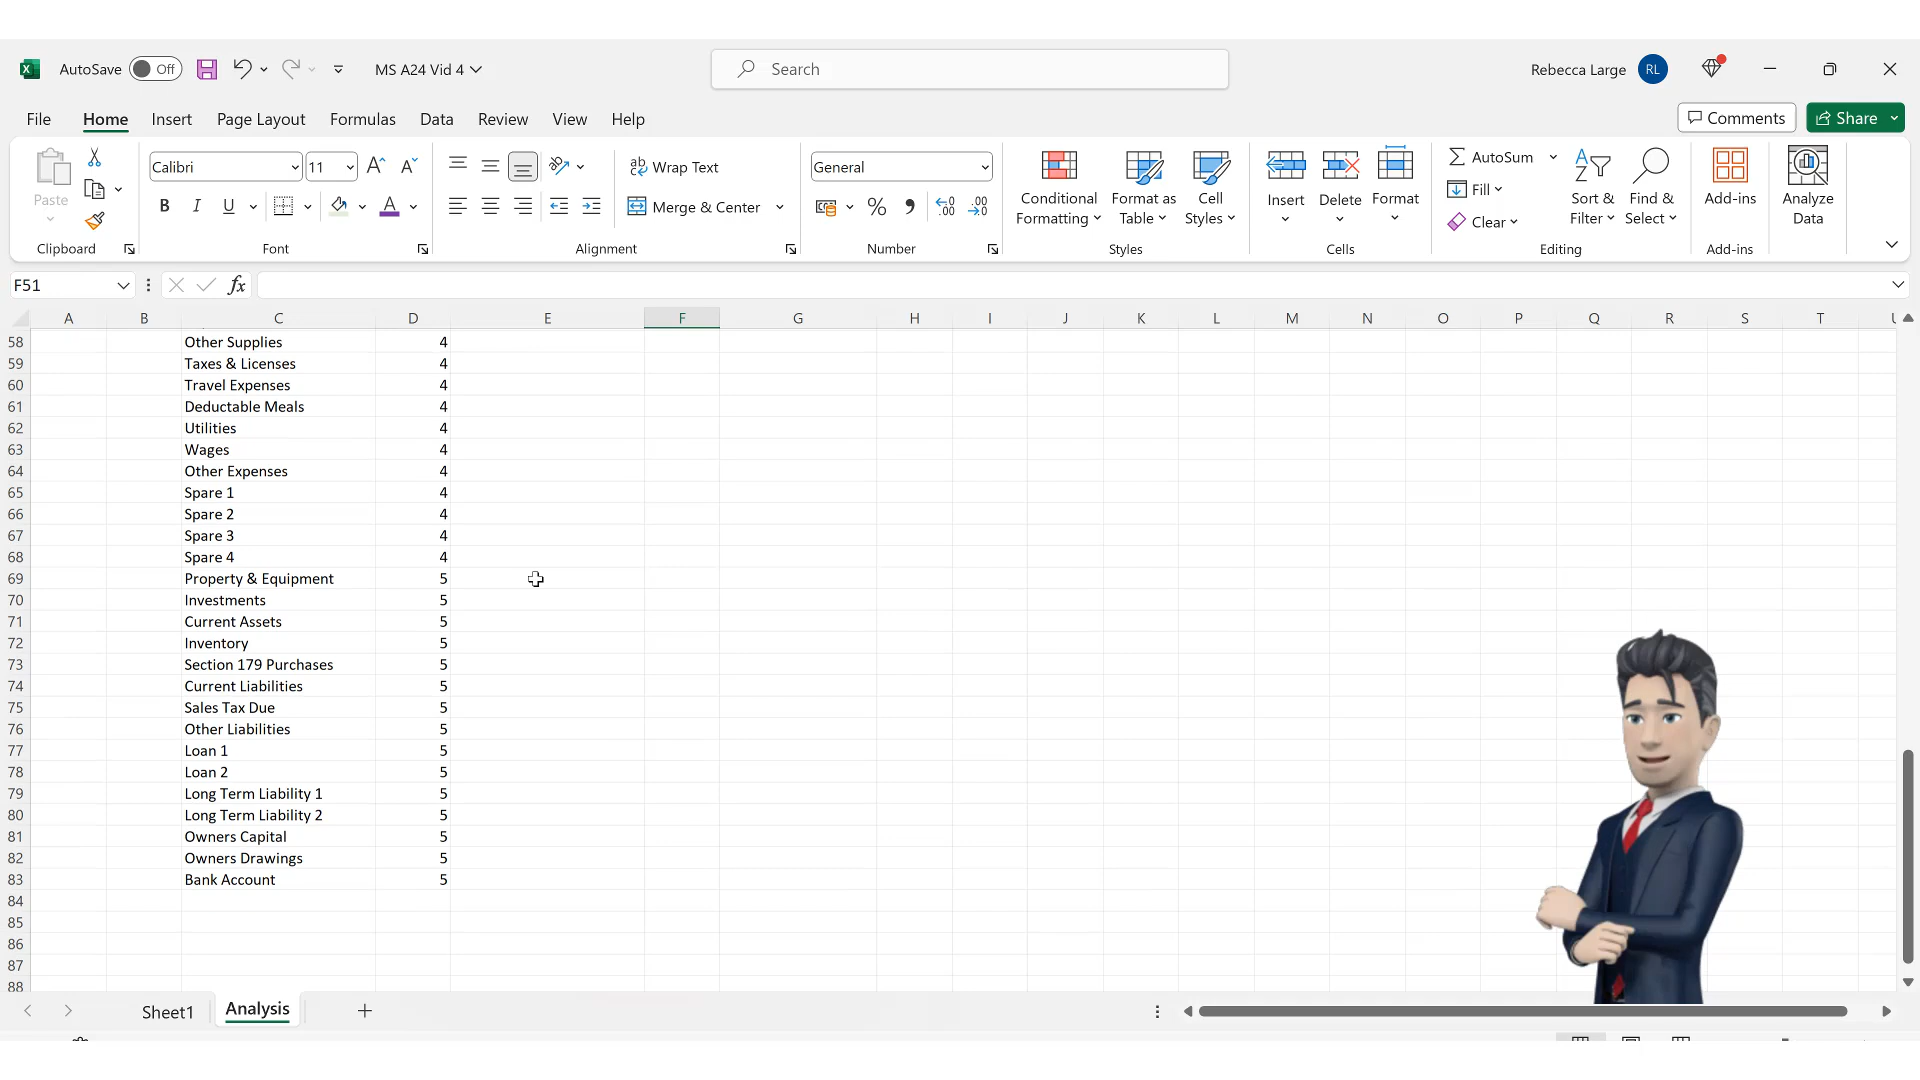 AutoSave Off MS A24 Vid 4 Search Rebecca Large RL
File Home Insert Page Layout Formulas Data Review View Help Comments Share
Paste Calibri 11 Wrap Text General Conditional Formatting Format as Table Cell Styles Insert Delete Format AutoSum Fill Clear Sort & Filter Find & Select Add-ins Analyze Data
B I U A Merge & Center % 9
Clipboard Font Alignment Number Styles Cells Editing Add-ins
F51 fx
A B C D E F G H I J K L M N O P Q R S T
58 Other Supplies 4
59 Taxes & Licenses 4
60 Travel Expenses 4
61 Deductable Meals 4
62 Utilities 4
63 Wages 4
64 Other Expenses 4
65 Spare 1 4
66 Spare 2 4
67 Spare 3 4
68 Spare 4 4
69 Property & Equipment 5
70 Investments 5
71 Current Assets 5
72 Inventory 5
73 Section 179 Purchases 5
74 Current Liabilities 5
75 Sales Tax Due 5
76 Other Liabilities 5
77 Loan 1 5
78 Loan 2 5
79 Long Term Liability 1 5
80 Long Term Liability 2 5
81 Owners Capital 5
82 Owners Drawings 5
83 Bank Account 5
84
85
86
87
88
Sheet1 Analysis